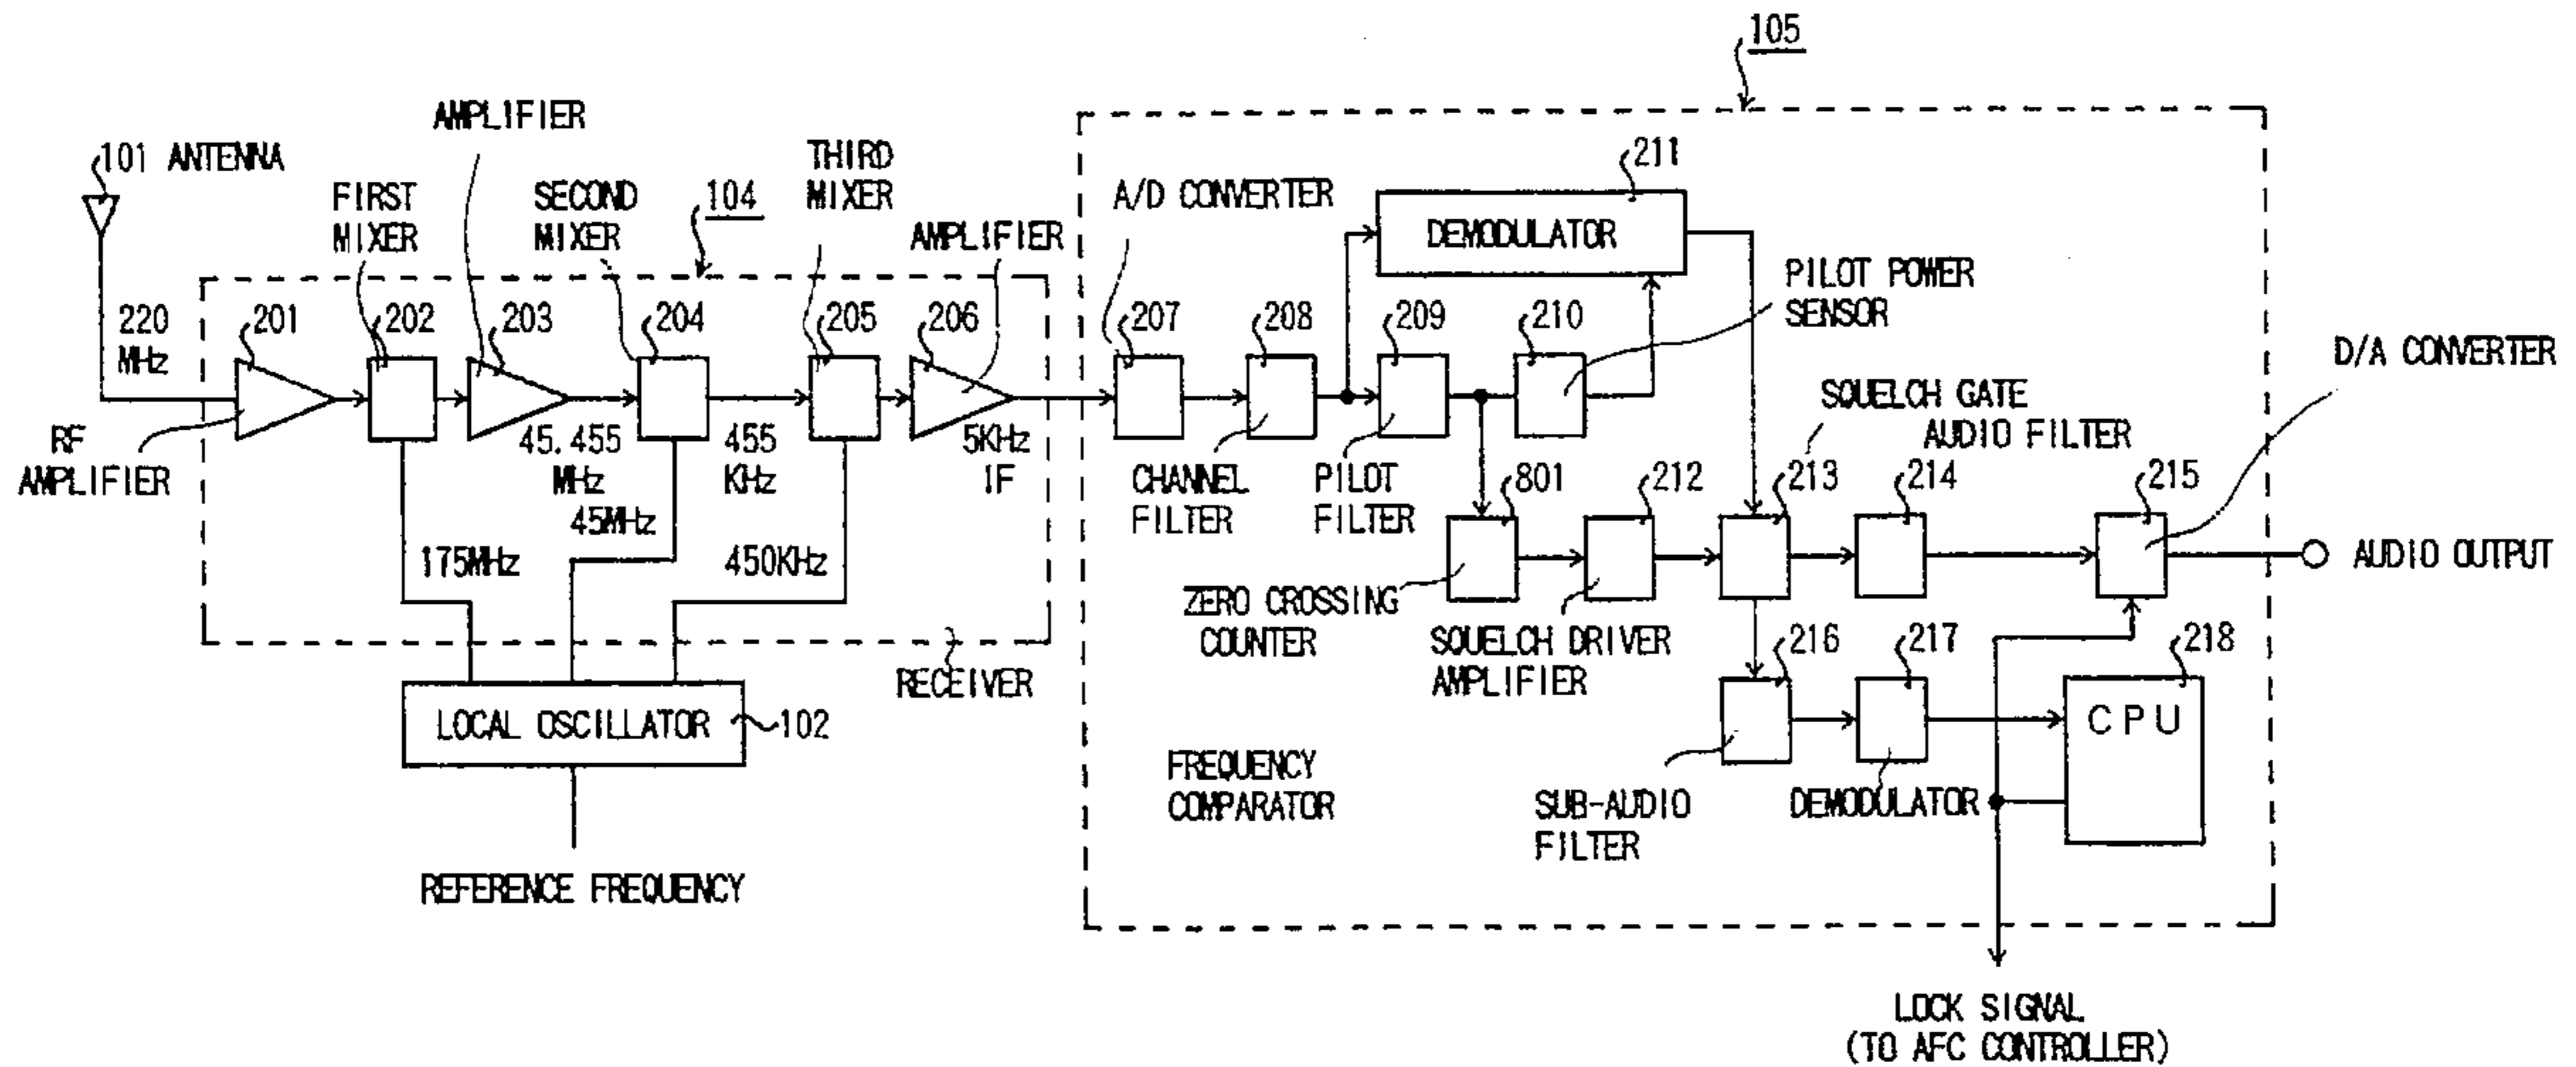 105
AMPLIFIER
101 ANTENNA
FIRST
MIXER
SECOND
MIXER
104
THIRD
MIXER
AMPLIFIER
A/D CONVERTER
211
DEMODULATOR
PILOT POWER
SENSOR
220
MHz
201
202
203
204
205
206
207
208
209
210
D/A CONVERTER
RF
AMPLIFIER
45.455
MHz
455
KHz
5KHz
IF
CHANNEL
FILTER
PILOT
FILTER
SQUELCH GATE
AUDIO FILTER
45MHz
175MHz
450KHz
801
212
213
214
215
AUDIO OUTPUT
ZERO CROSSING
COUNTER
SQUELCH DRIVER
AMPLIFIER
216
217
218
RECEIVER
LOCAL OSCILLATOR
102
CPU
FREQUENCY
COMPARATOR
SUB-AUDIO
FILTER
DEMODULATOR
REFERENCE FREQUENCY
LOCK SIGNAL
(TO AFC CONTROLLER)